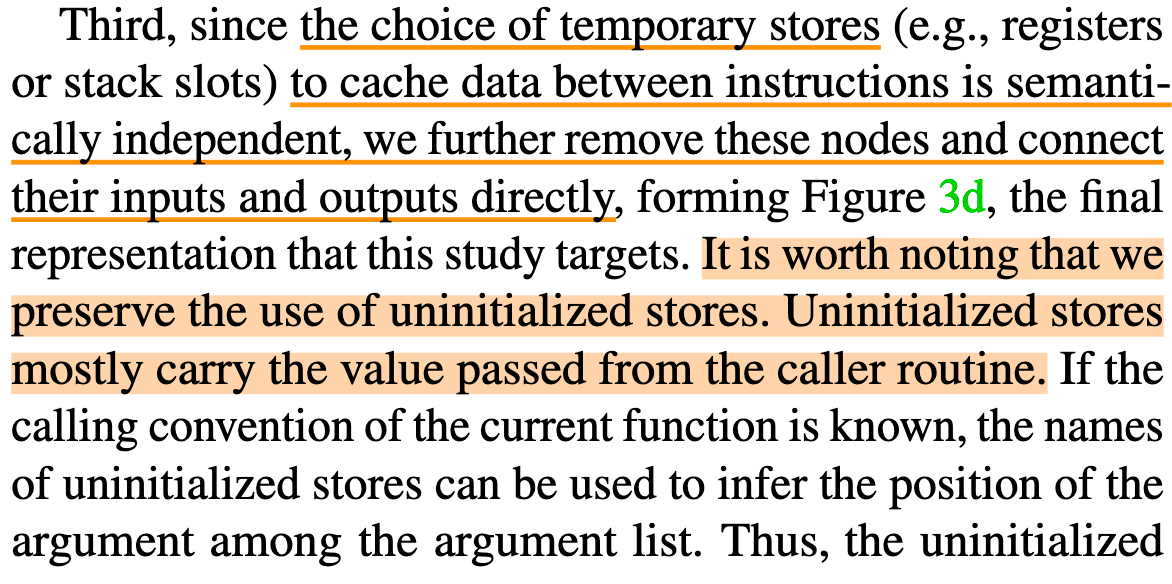 Third, since the choice of temporary stores (e.g., registers
or stack slots) to cache data between instructions is semanti-
cally independent, we further remove these nodes and connect
their inputs and outputs directly, forming Figure 3d, the final
representation that this study targets. It is worth noting that we
preserve the use of uninitialized stores. Uninitialized stores
mostly carry the value passed from the caller routine. If the
calling convention of the current function is known, the names
of uninitialized stores can be used to infer the position of the
argument among the argument list. Thus, the uninitialized